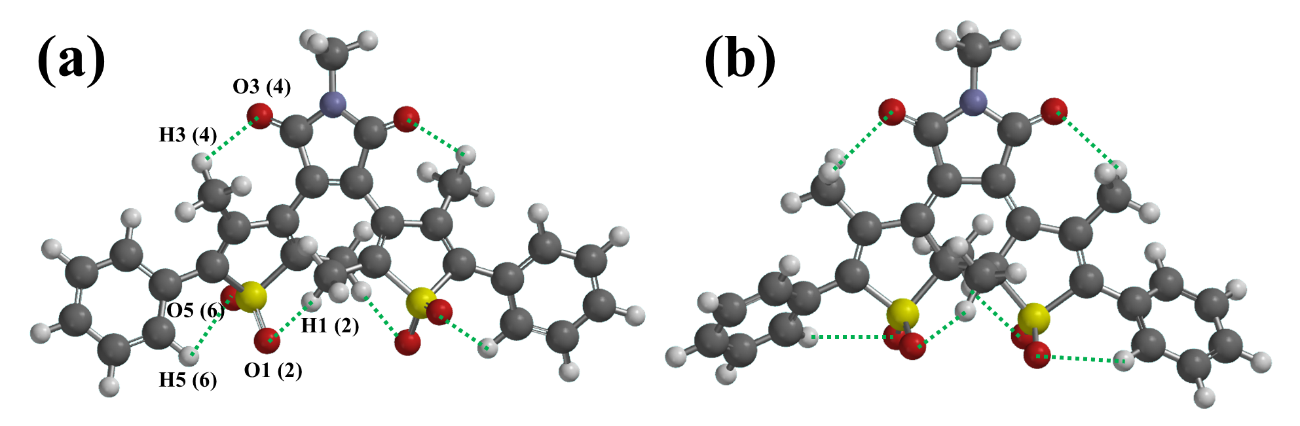 (a)
(b)
O3 (4)
H3 (4)
O5 (6)
H1 (2)
O1 (2)
H5 (6)